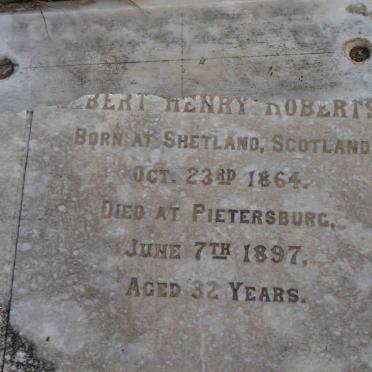 HENRY ROBERTS
BORN AT SHETLAND, SCOTLAND
OCT. 23RD 1864.
DIED AT PIETERSBURG,
JUNE 7TH 1897,
AGED 32 YEARS.